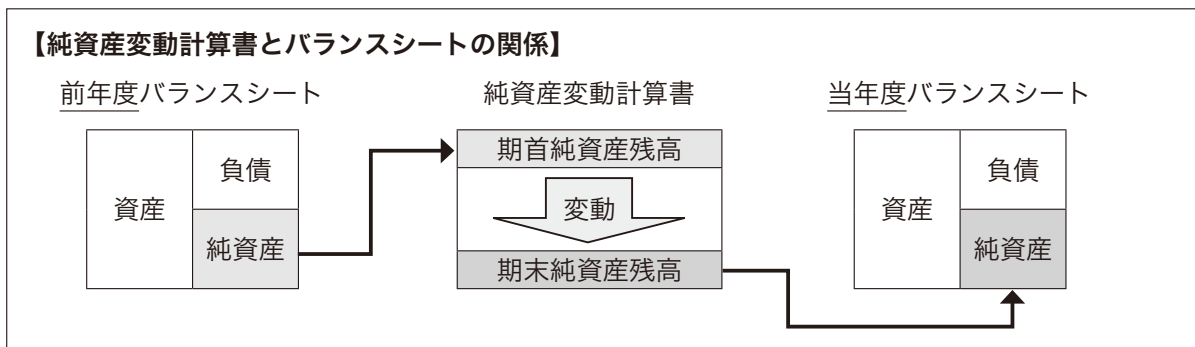 【純資産変動計算書とバランスシートの関係】
前年度バランスシート
資産
負債
純資産
純資産変動計算書
期首純資産残高
変動
期末純資産残高
当年度バランスシート
資産
負債
純資産